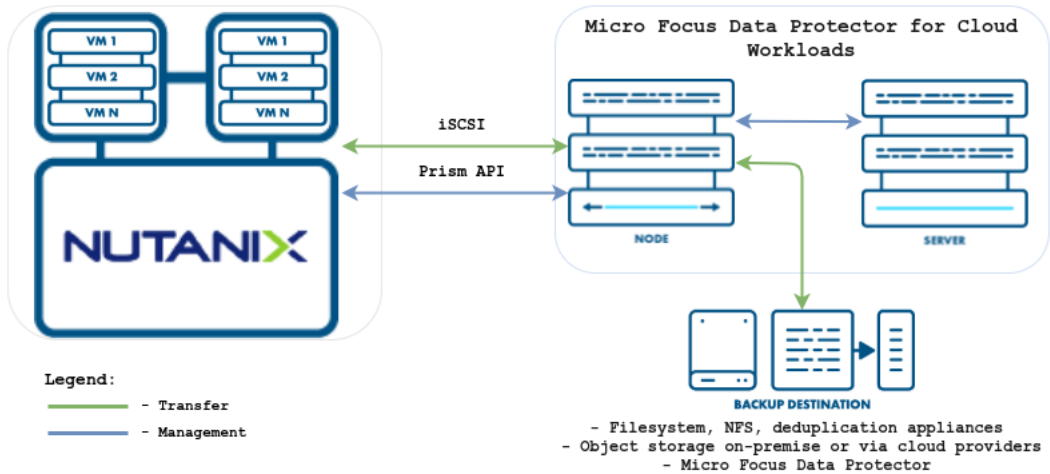 VM 1
VM 2
VM N
VM 1
VM 2
VM N
NUTANIX
iSCSI
Prism API
Micro Focus Data Protector for Cloud
Workloads
NODE
SERVER
BACKUP DESTINATION
- Filesystem, NFS, deduplication appliances
- Object storage on-premise or via cloud providers
- Micro Focus Data Protector
Legend:
- Transfer
- Management